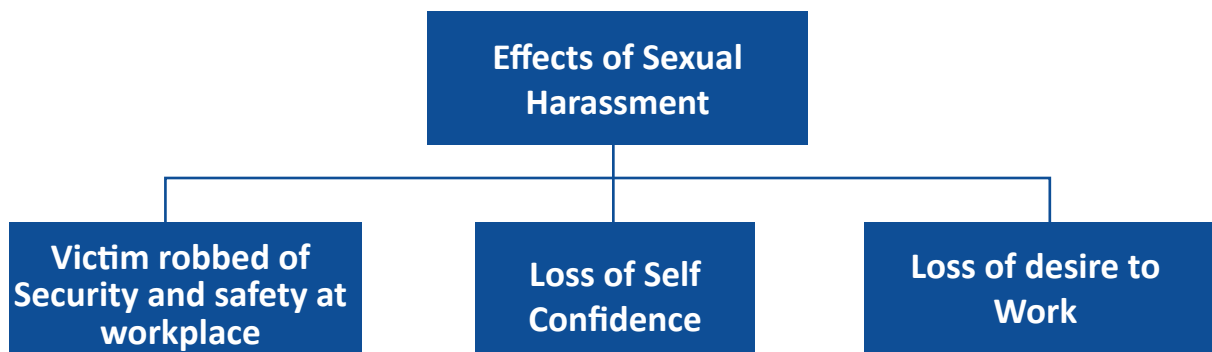 Effects of Sexual
Harassment
Victim robbed of
Security and safety at
workplace
Loss of Self
Confidence
Loss of desire to
Work